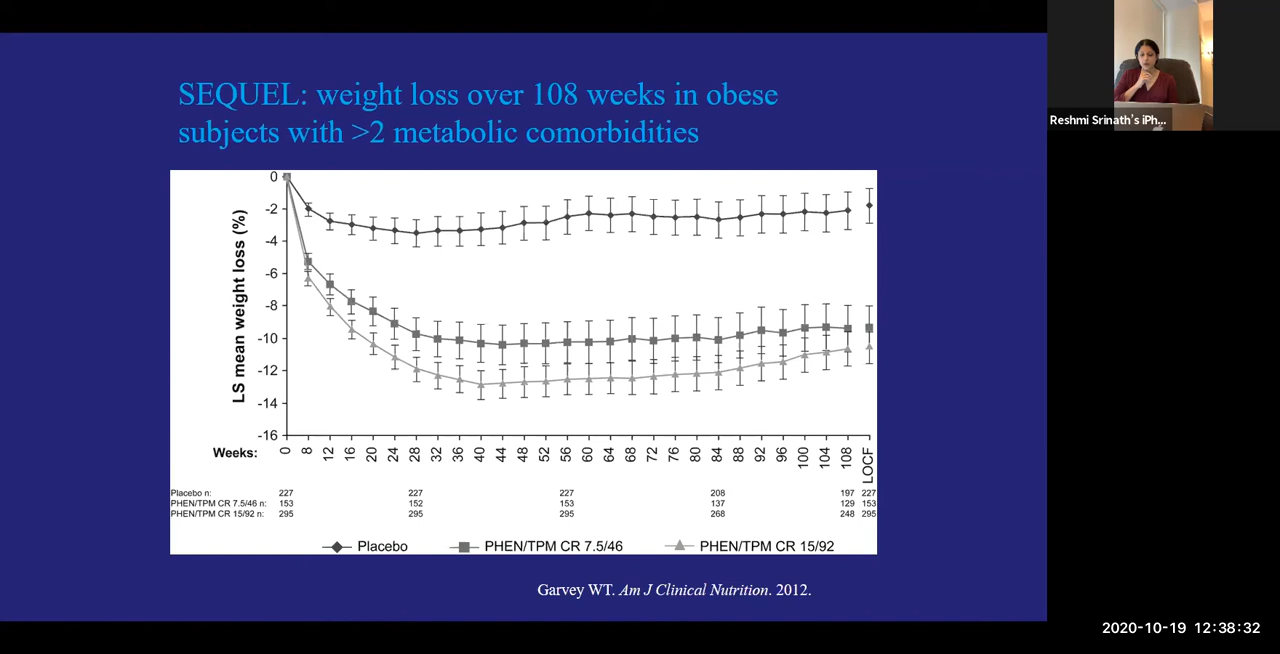 SEQUEL: weight loss over 108 weeks in obese
subjects with >2 metabolic comorbidities
Reshmi Srinath's iPh...
LS mean weight loss (%)
0
-2
-4
-6
-8
-10
-12
-14
-16
Weeks: 0 8 12 16 20 24 28 32 36 40 44 48 52 56 60 64 68 72 76 80 84 88 92 96 100 104 108 LOCF
Placebo n: 227 227 227 208 197 227
PHEN/TPM CR 7.5/46 n: 153 152 153 137 129 153
PHEN/TPM CR 15/92 n: 295 295 295 268 248 295
Placebo PHEN/TPM CR 7.5/46 PHEN/TPM CR 15/92
Garvey WT. Am J Clinical Nutrition. 2012.
2020-10-19 12:38:32